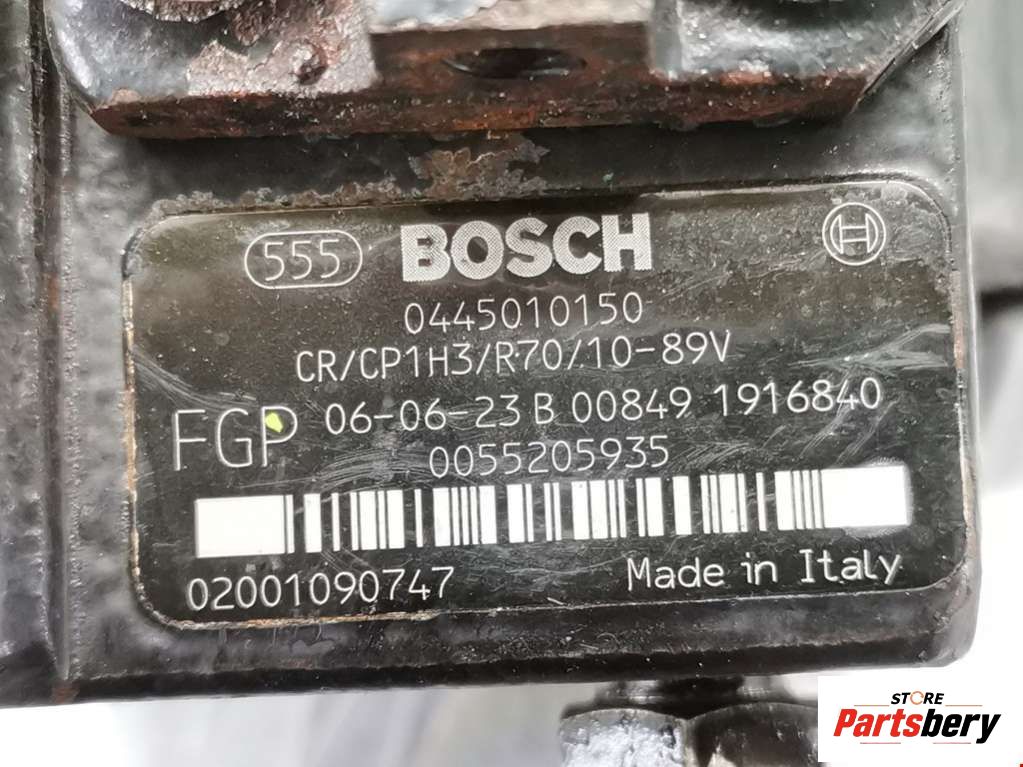 555 BOSCH
0445010150
CR/CP1H3/R70/10-89V
FGP 06-06-23 B 00849 1916840
0055205935
02001090747 Made in Italy
STORE
Partsbery